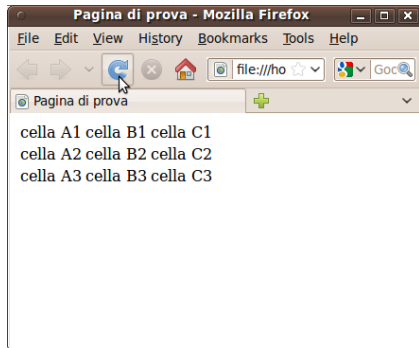 Pagina di prova - Mozilla Firefox
File Edit View History Bookmarks Tools Help
file:///ho Goo
Pagina di prova
cella A1 cella B1 cella C1
cella A2 cella B2 cella C2
cella A3 cella B3 cella C3